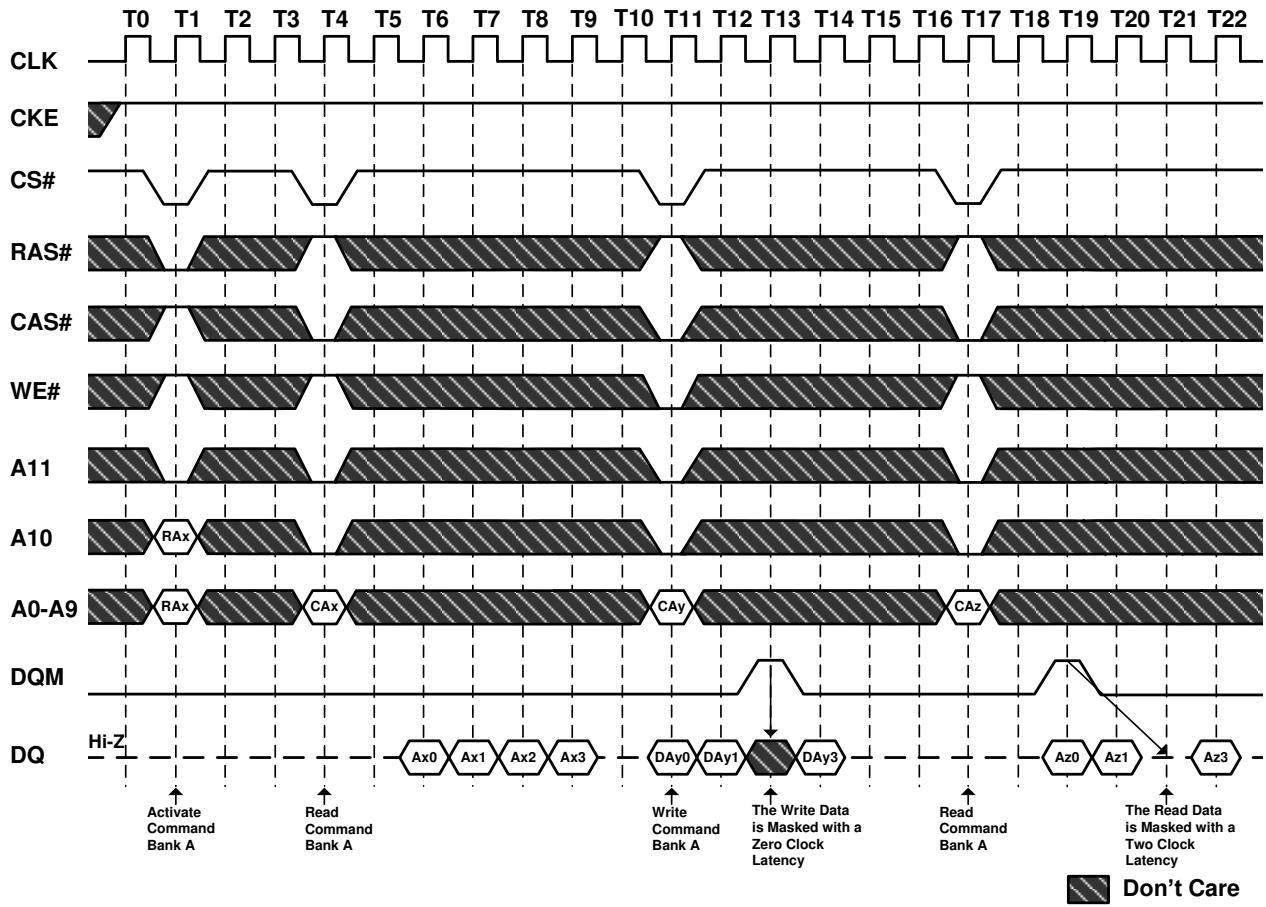 T0 T1 T2 T3 T4 T5 T6 T7 T8 T9 T10 T11 T12 T13 T14 T15 T16 T17 T18 T19 T20 T21 T22
CLK
CKE
CS#
RAS#
CAS#
WE#
A11
A10
RAx
A0-A9
RAx CAx CAy CAz
DQM
DQ
Hi-Z
Ax0 Ax1 Ax2 Ax3 DAy0 DAy1 DAy3 Az0 Az1 Az3
Activate
Command
Bank A
Read
Command
Bank A
Write
Command
Bank A
The Write Data
is Masked with a
Zero Clock
Latency
Read
Command
Bank A
The Read Data
is Masked with a
Two Clock
Latency
Don't Care